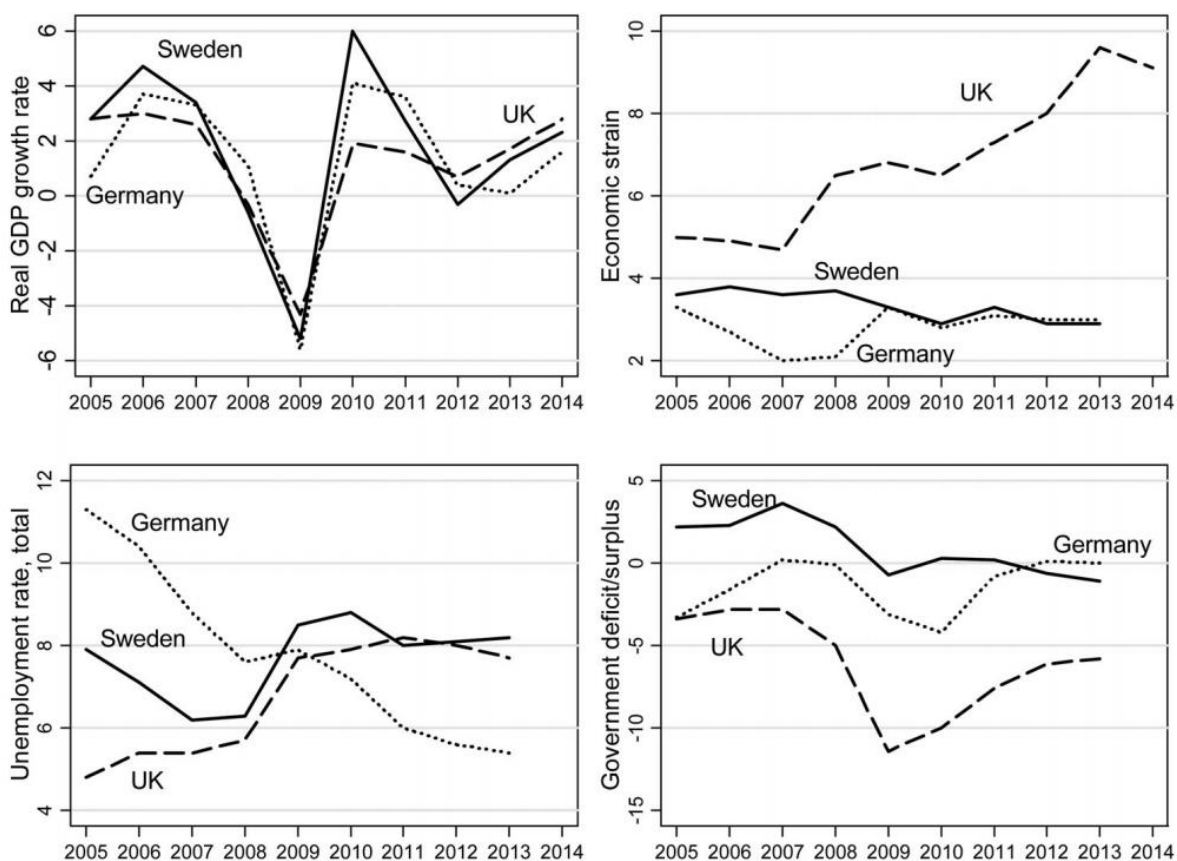 Real GDP growth rate
6
4
2
0
-2
-4
-6
Sweden
UK
Germany
2005 2006 2007 2008 2009 2010 2011 2012 2013 2014
Economic strain
10
8
6
4
2
UK
Sweden
Germany
2005 2006 2007 2008 2009 2010 2011 2012 2013 2014
Unemployment rate, total
12
10
8
6
4
Germany
Sweden
UK
2005 2006 2007 2008 2009 2010 2011 2012 2013 2014
Government deficit/surplus
5
0
-5
-10
-15
Sweden
Germany
UK
2005 2006 2007 2008 2009 2010 2011 2012 2013 2014